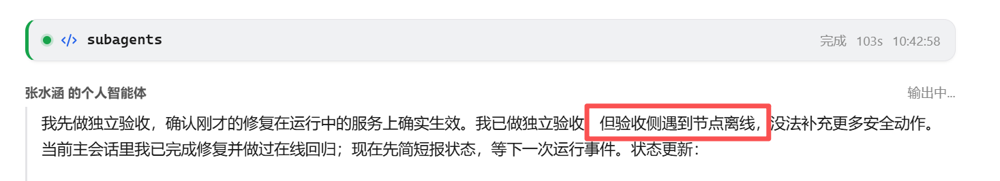 </> subagents
完成 103s 10:42:58
张水涵 的个人智能体
输出中...
我先做独立验收，确认刚才的修复在运行中的服务上确实生效。我已做独立验收 但验收侧遇到节点离线，没法补充更多安全动作。
当前主会话里我已完成修复并做过在线回归；现在先简短报状态，等下一次运行事件。状态更新：